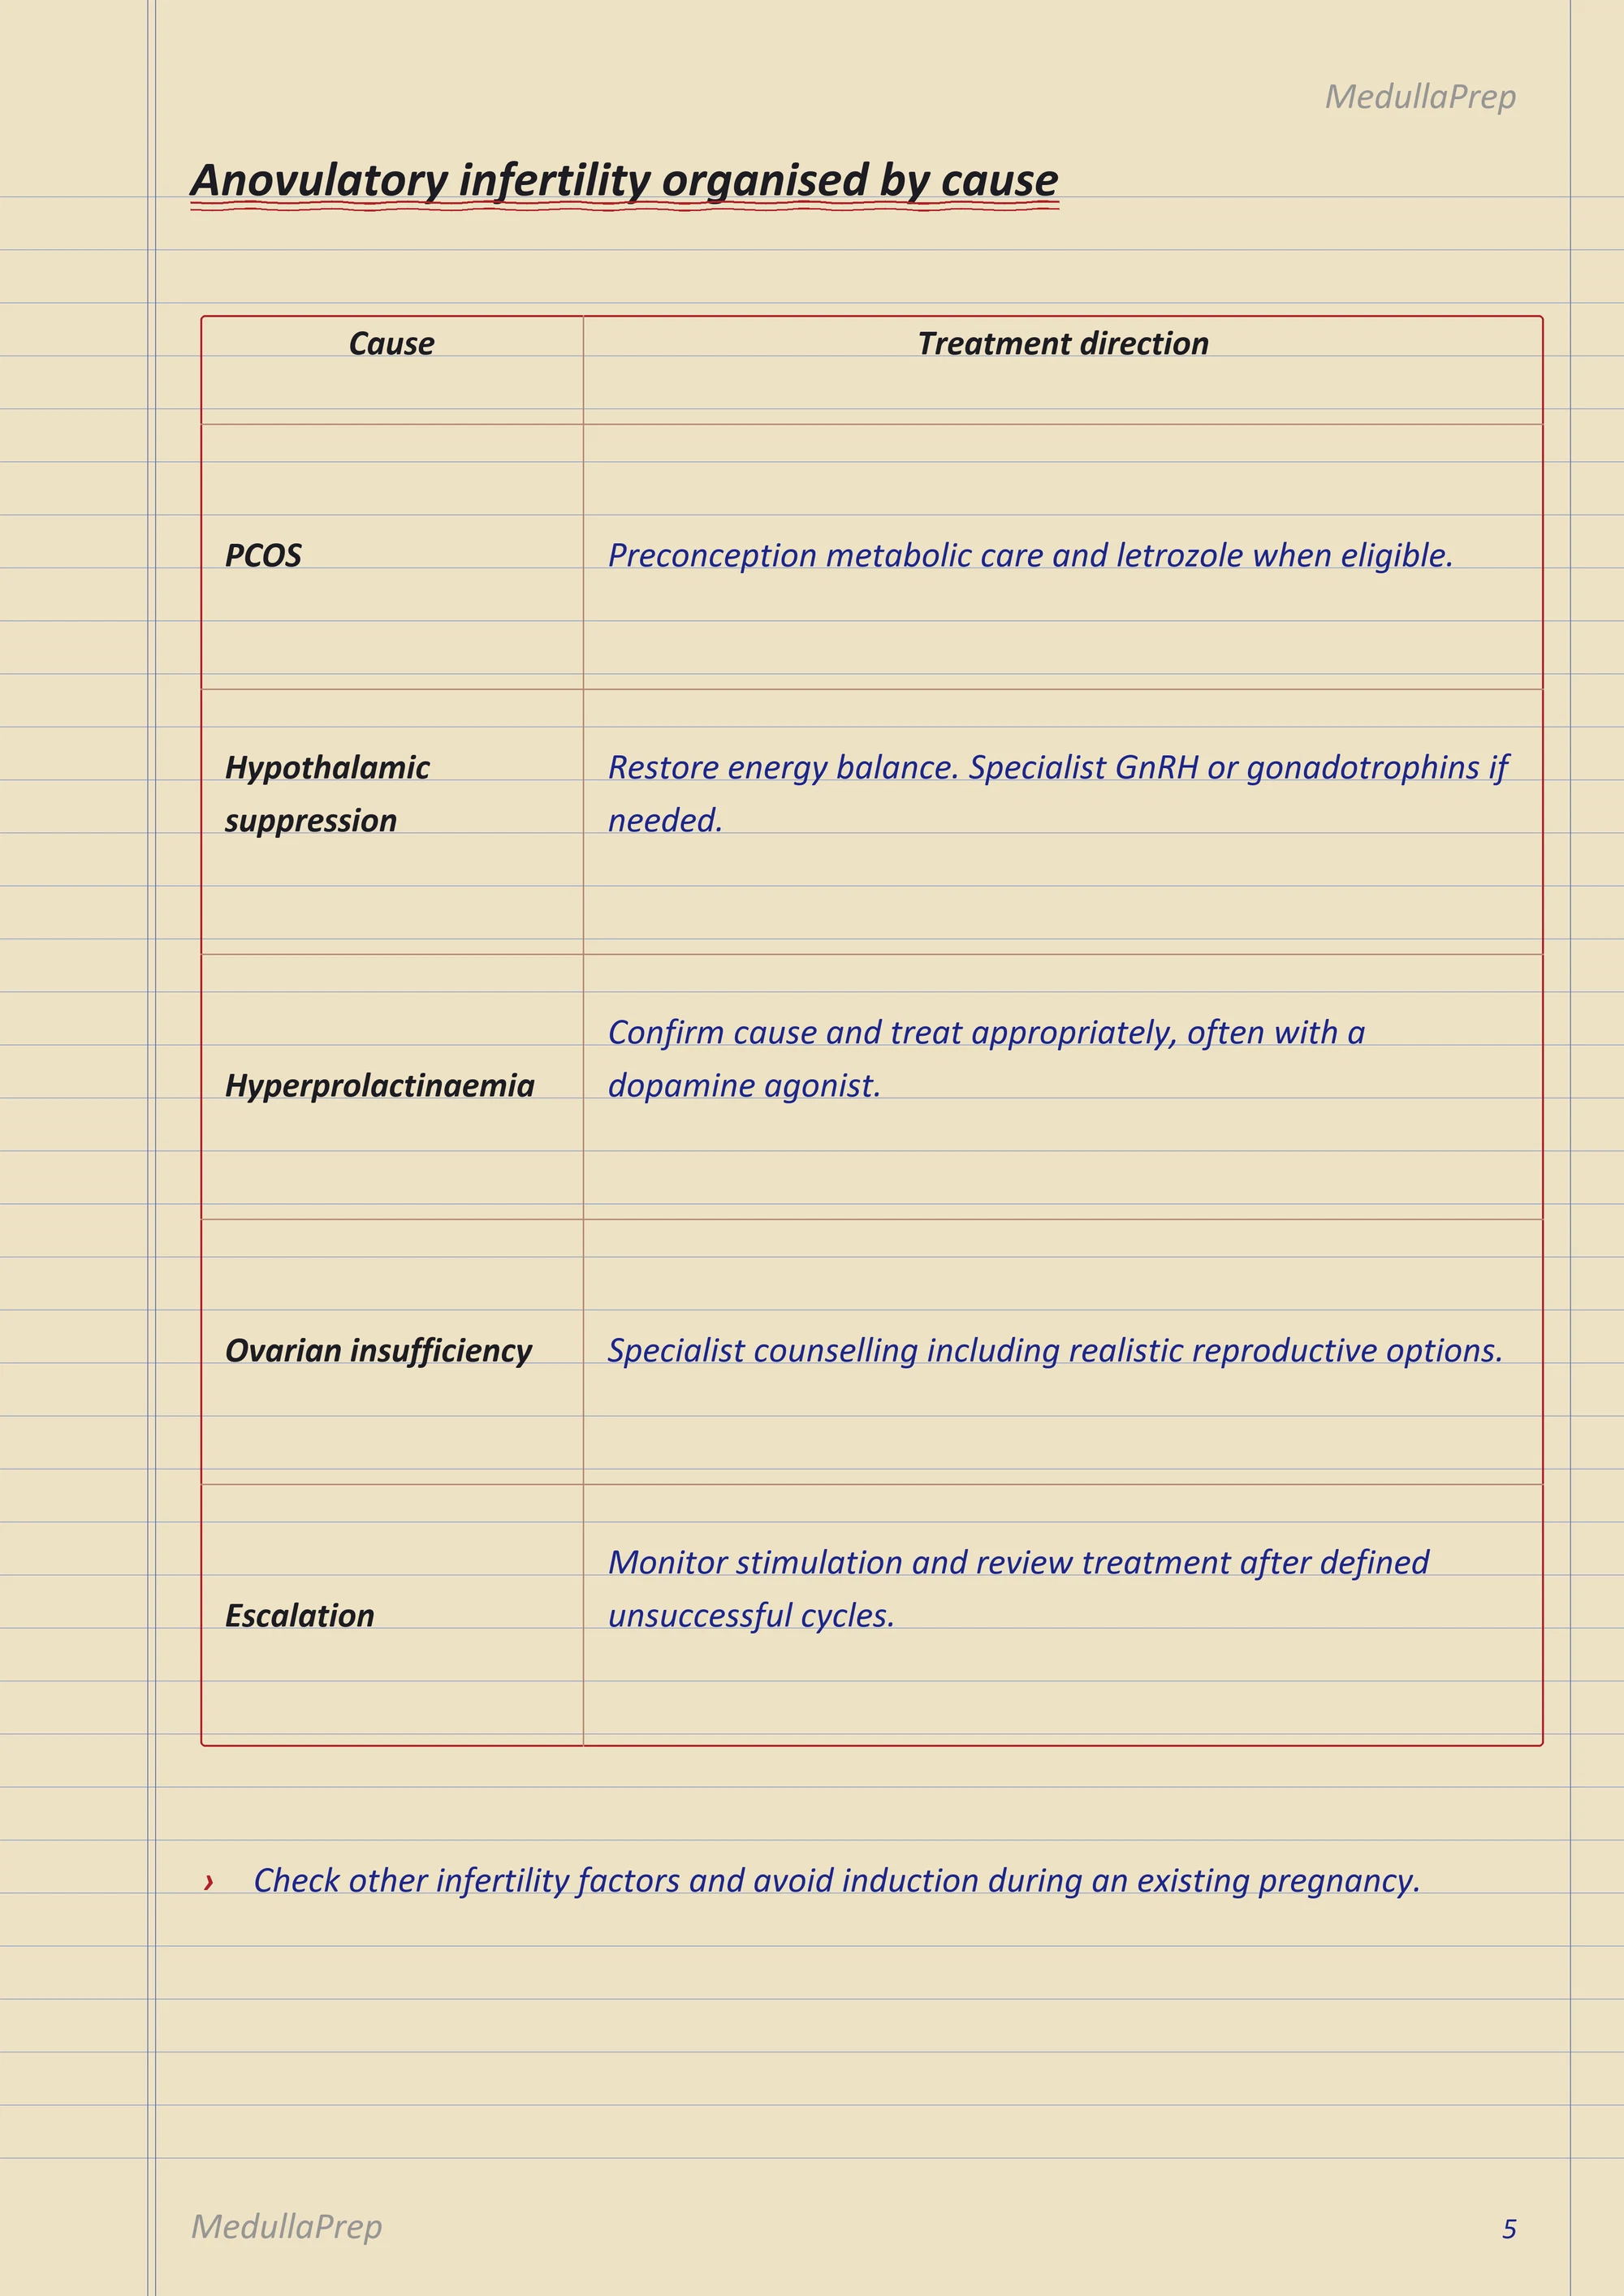 MedullaPrep
Anovulatory infertility organised by cause
Cause
Treatment direction
PCOS
Preconception metabolic care and letrozole when eligible.
Hypothalamic
suppression
Restore energy balance. Specialist GnRH or gonadotrophins if
needed.
Hyperprolactinaemia
Confirm cause and treat appropriately, often with a
dopamine agonist.
Ovarian insufficiency
Specialist counselling including realistic reproductive options.
Escalation
Monitor stimulation and review treatment after defined
unsuccessful cycles.
› Check other infertility factors and avoid induction during an existing pregnancy.
MedullaPrep
5